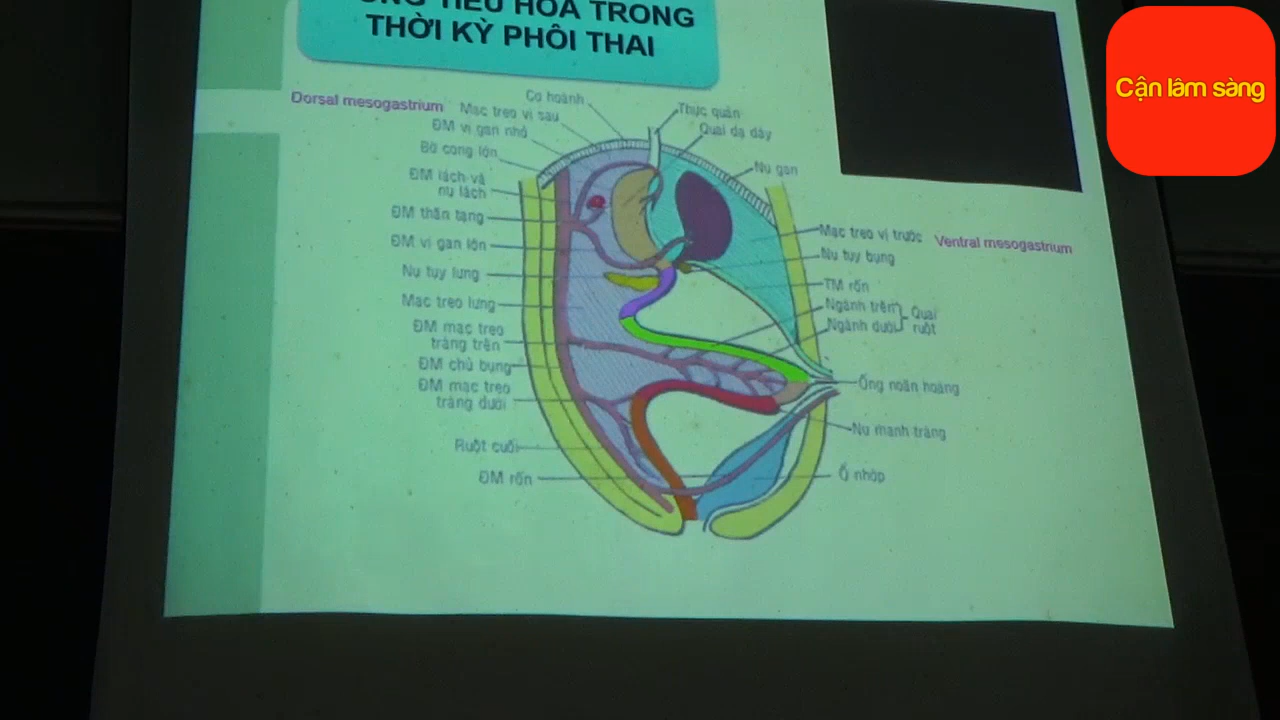 ỐNG TIÊU HÓA TRONG
THỜI KỲ PHÔI THAI
Cận lâm sàng
Dorsal mesogastrium
Cơ hoành
Mạc treo vị sau
ĐM vị gan nhỏ
Bờ cong lớn
ĐM lách và
nụ lách
ĐM thân tạng
ĐM vị gan lớn
Nụ tụy lưng
Mạc treo lưng
ĐM mạc treo
tràng trên
ĐM chủ bụng
ĐM mạc treo
tràng dưới
Ruột cuối
ĐM rốn
Thực quản
Quai dạ dày
Nụ gan
Mạc treo vị trước
Ventral mesogastrium
Nụ tụy bụng
TM rốn
Ngành trên
Ngành dưới
Quai
ruột
Ống noãn hoàng
Nụ manh tràng
Ổ nhớp